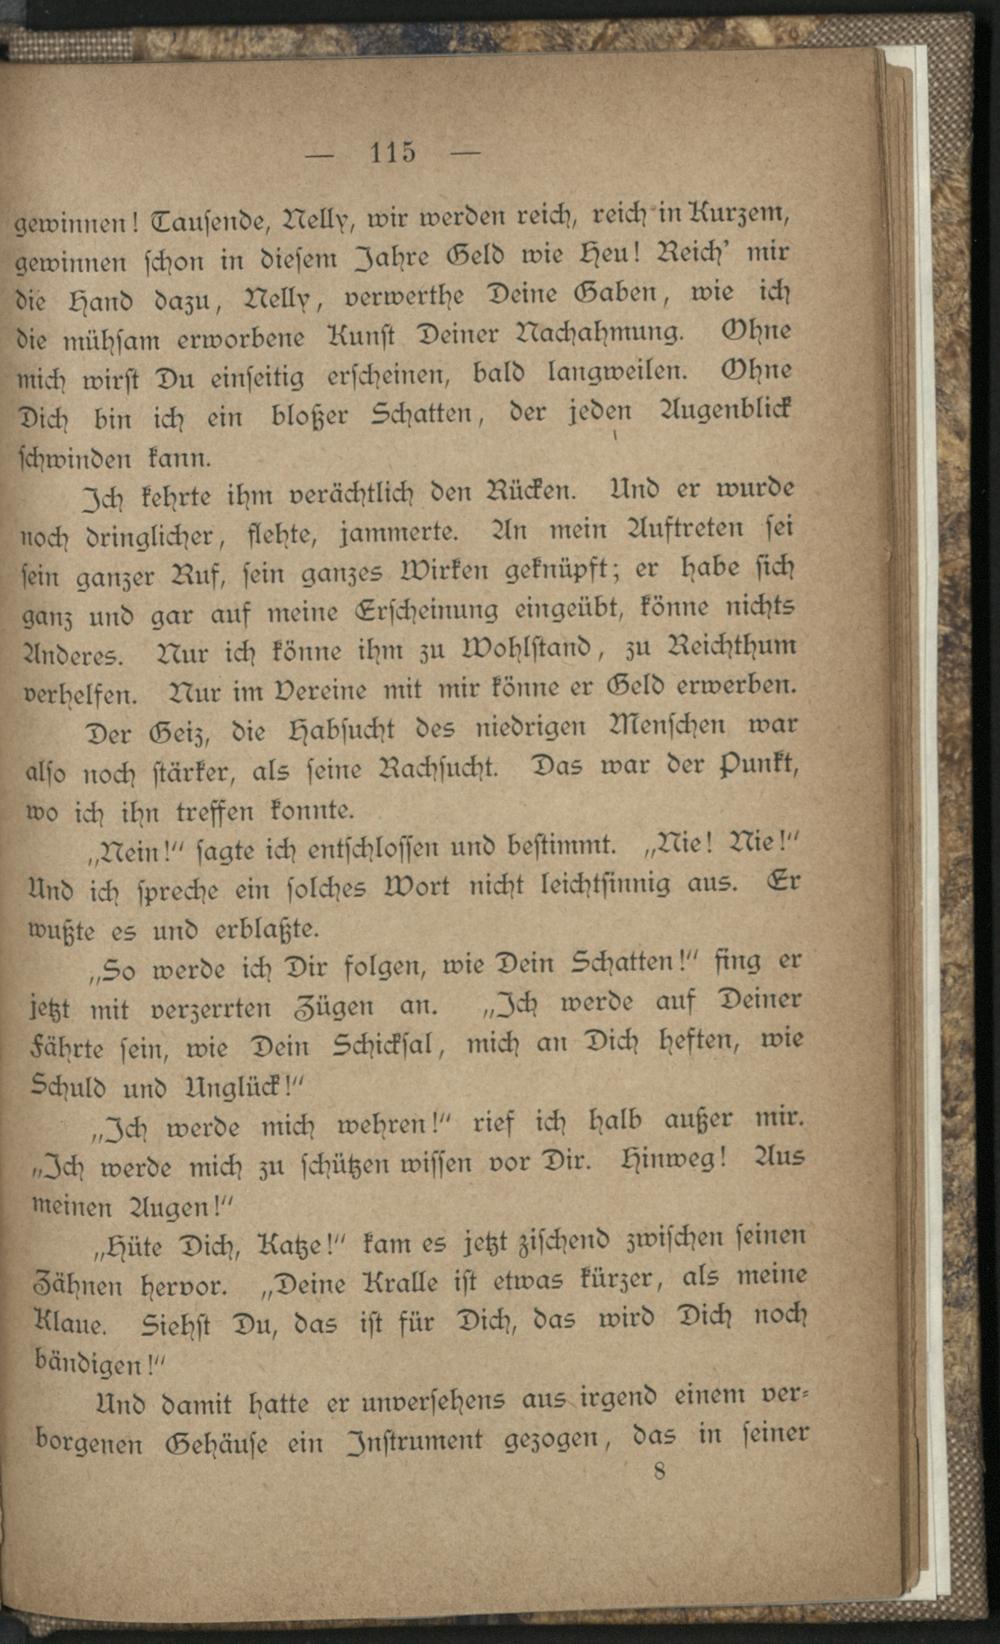 — 115 —
gewinnen! Tausende, Nelly, wir werden reich, reich in Kurzem,
gewinnen schon in diesem Jahre Geld wie Heu! Reich' mir
die Hand dazu, Nelly, verwerthe Deine Gaben, wie ich
die mühsam erworbene Kunst Deiner Nachahmung. Ohne
mich wirst Du einseitig erscheinen, bald langweilen. Ohne
Dich bin ich ein bloßer Schatten, der jeden Augenblick
schwinden kann.
Ich kehrte ihm verächtlich den Rücken. Und er wurde
noch dringlicher, flehte, jammerte. An mein Auftreten sei
sein ganzer Ruf, sein ganzes Wirken geknüpft; er habe sich
ganz und gar auf meine Erscheinung eingeübt, könne nichts
Anderes. Nur ich könne ihm zu Wohlstand, zu Reichthum
verhelfen. Nur im Vereine mit mir könne er Geld erwerben.
Der Geiz, die Habsucht des niedrigen Menschen war
also noch stärker, als seine Rachsucht. Das war der Punkt,
wo ich ihn treffen konnte.
„Nein!“ sagte ich entschlossen und bestimmt. „Nie! Nie!“
Und ich spreche ein solches Wort nicht leichtsinnig aus. Er
wußte es und erblaßte.
„So werde ich Dir folgen, wie Dein Schatten!“ fing er
jetzt mit verzerrten Zügen an. „Ich werde auf Deiner
Fährte sein, wie Dein Schicksal, mich an Dich heften, wie
Schuld und Unglück!“
„Ich werde mich wehren!“ rief ich halb außer mir.
„Ich werde mich zu schützen wissen vor Dir. Hinweg! Aus
meinen Augen!“
„Hüte Dich, Katze!“ kam es jetzt zischend zwischen seinen
Zähnen hervor. „Deine Kralle ist etwas kürzer, als meine
Klaue. Siehst Du, das ist für Dich, das wird Dich noch
bändigen!“
Und damit hatte er unversehens aus irgend einem ver-
borgenen Gehäuse ein Instrument gezogen, das in seiner
8